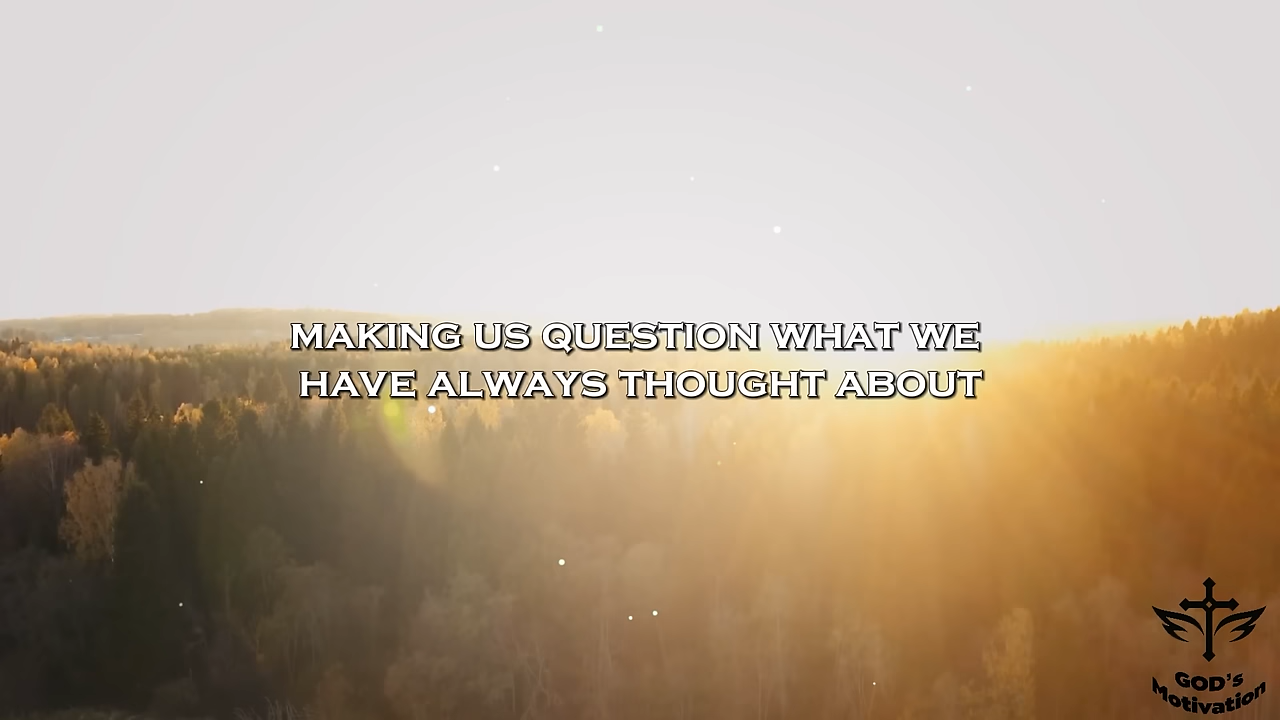 MAKING US QUESTION WHAT WE
HAVE ALWAYS THOUGHT ABOUT
GOD's
Motivation